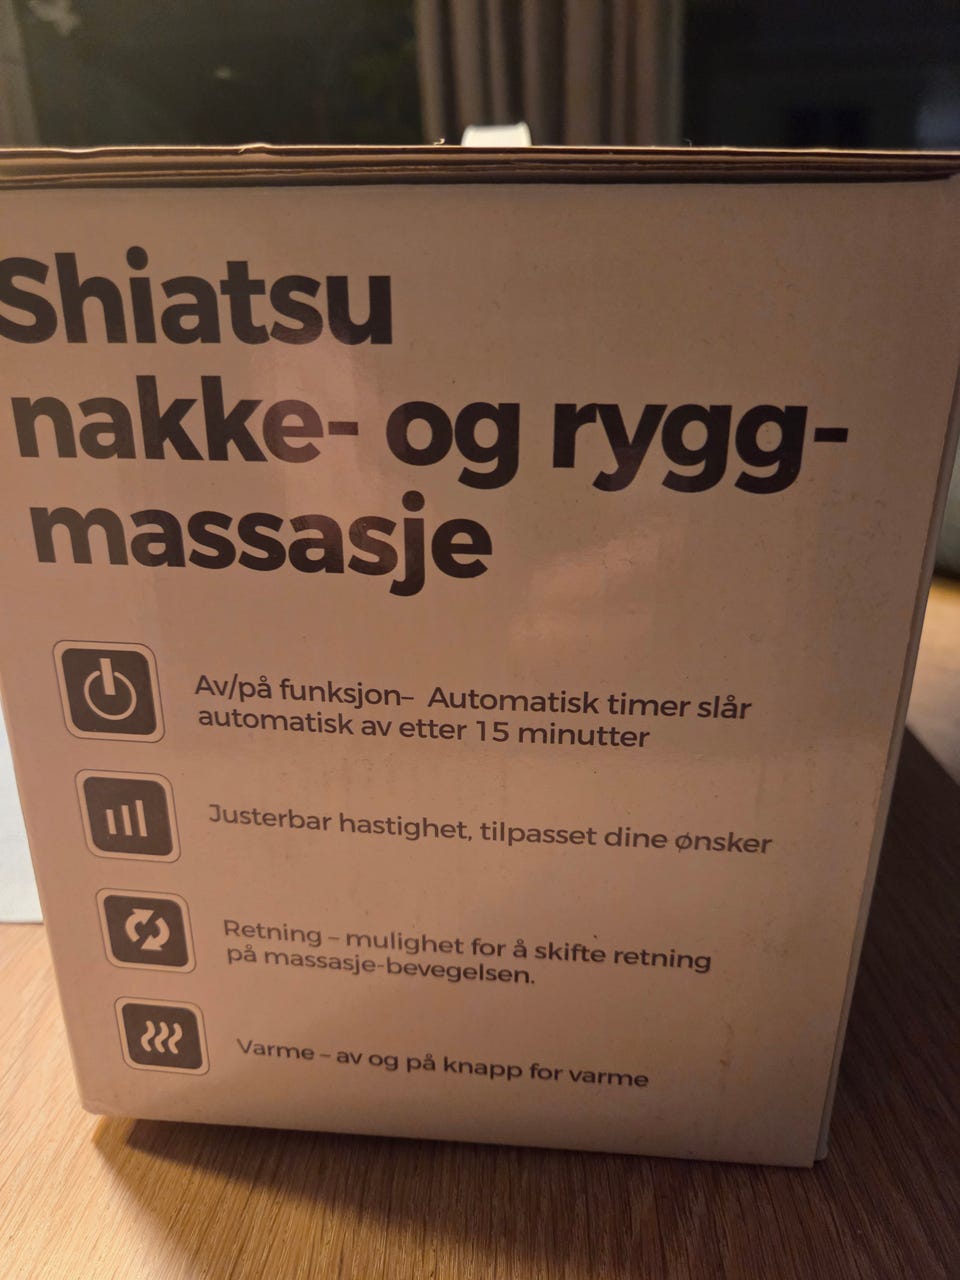 Shiatsu
nakke- og rygg-
massasje
Av/på funksjon– Automatisk timer slår
automatisk av etter 15 minutter
Justerbar hastighet, tilpasset dine ønsker
Retning – mulighet for å skifte retning
på massasje-bevegelsen.
Varme – av og på knapp for varme